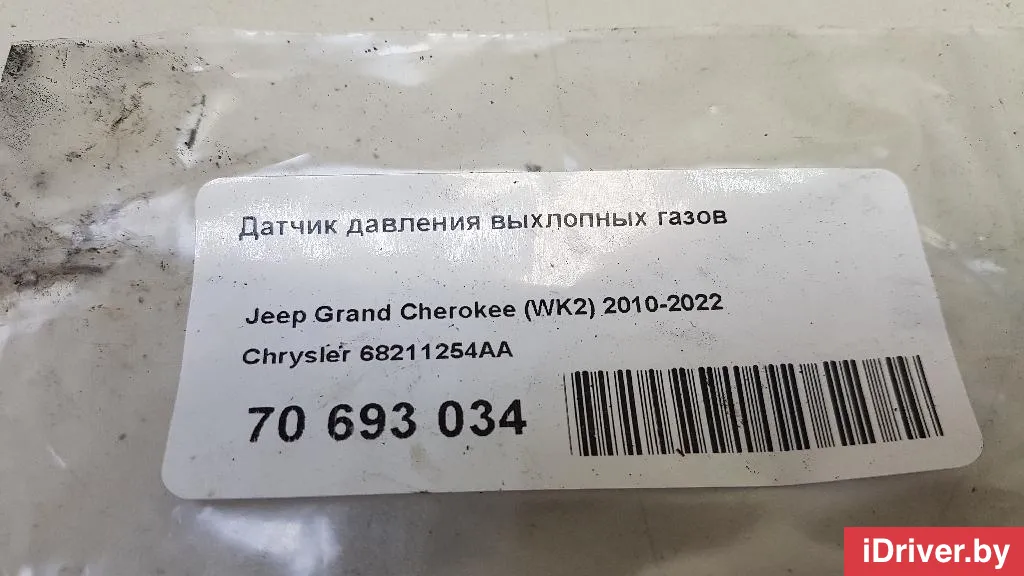 Датчик давления выхлопных газов
Jeep Grand Cherokee (WK2) 2010-2022
Chrysler 68211254AA
70 693 034
iDriver.by